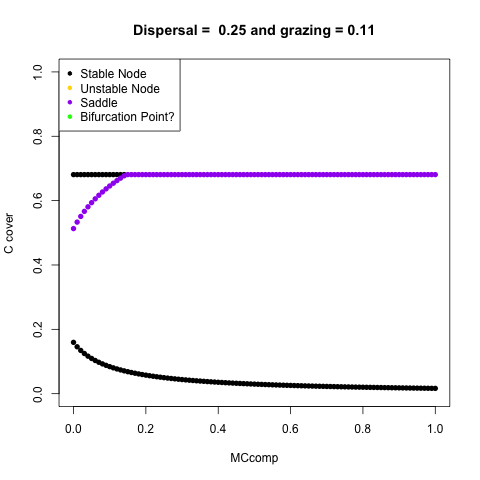 Dispersal =  0.25 and grazing = 0.11
Stable Node
Unstable Node
Saddle
Bifurcation Point?
C cover
1.0
0.8
0.6
0.4
0.2
0.0
0.0 0.2 0.4 0.6 0.8 1.0
MCcomp